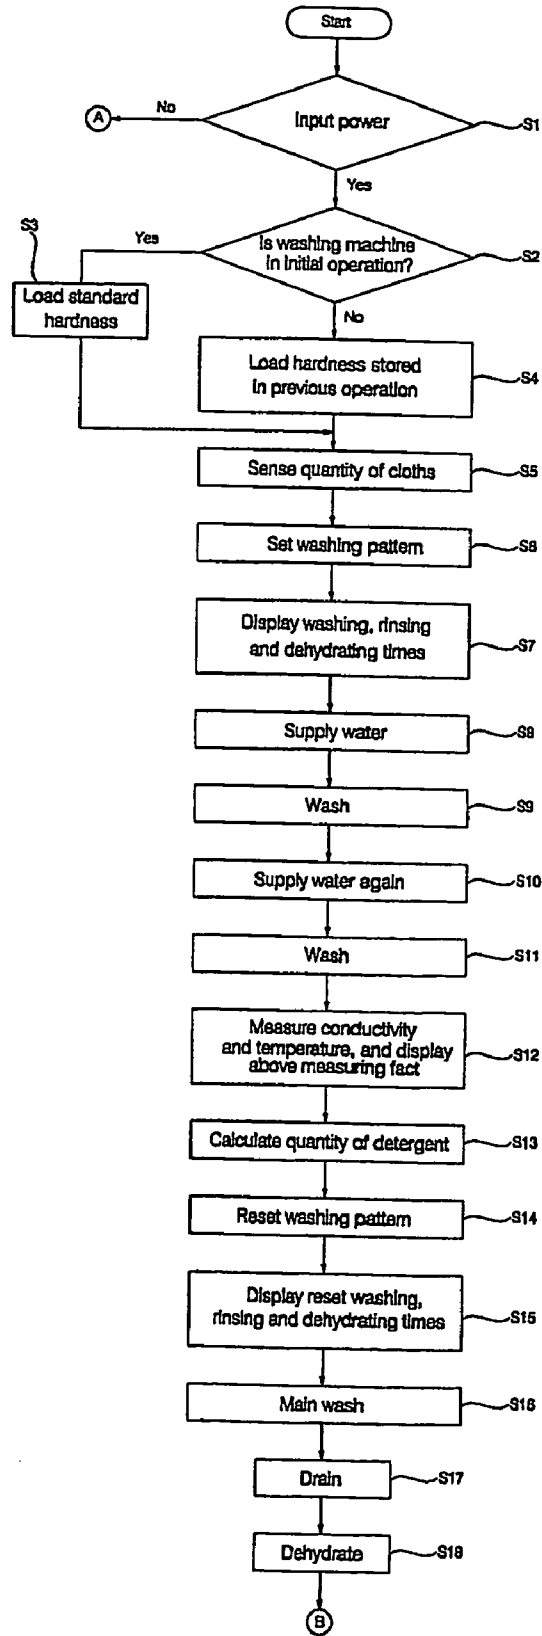 Start
Input power
S1
No
A
Yes
Is washing machine
in initial operation?
S2
Yes
S3
Load standard
hardness
No
Load hardness stored
in previous operation
S4
Sense quantity of cloths
S5
Set washing pattern
S6
Display washing, rinsing
and dehydrating times
S7
Supply water
S8
Wash
S9
Supply water again
S10
Wash
S11
Measure conductivity
and temperature, and display
above measuring fact
S12
Calculate quantity of detergent
S13
Reset washing pattern
S14
Display reset washing,
rinsing and dehydrating times
S15
Main wash
S16
Drain
S17
Dehydrate
S18
B